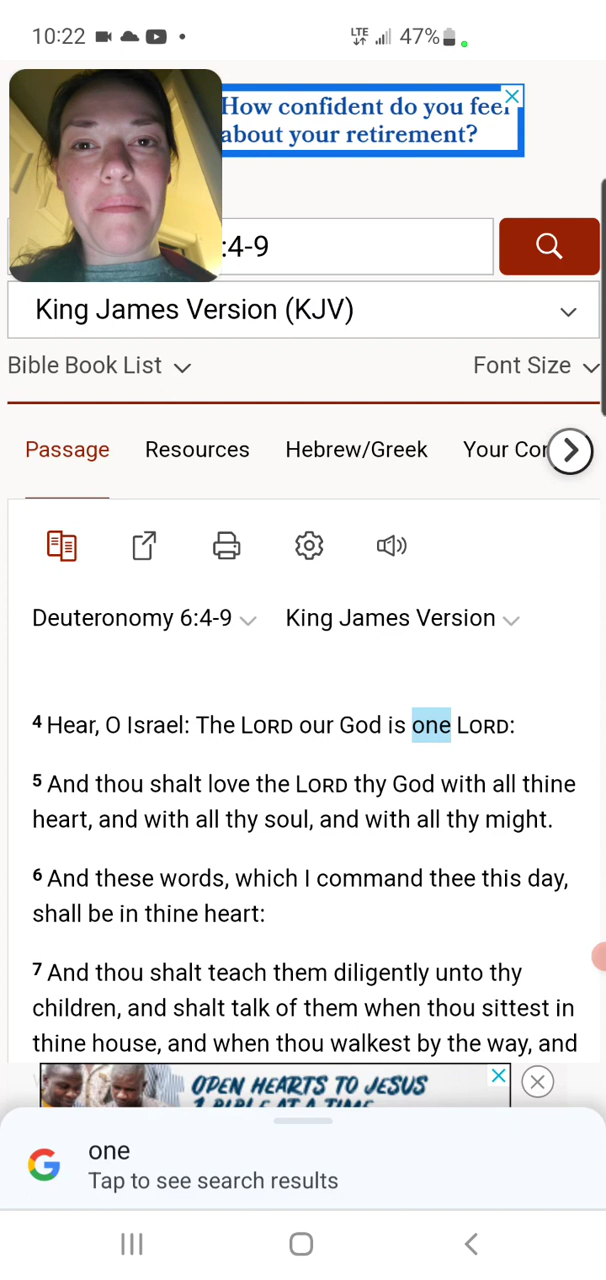 10:22
LTE
47%
How confident do you feel
about your retirement?
:4-9
King James Version (KJV)
Bible Book List
Font Size
Passage
Resources
Hebrew/Greek
Your Con
Deuteronomy 6:4-9
King James Version
4 Hear, O Israel: The LORD our God is one LORD:
5 And thou shalt love the LORD thy God with all thine
heart, and with all thy soul, and with all thy might.
6 And these words, which I command thee this day,
shall be in thine heart:
7 And thou shalt teach them diligently unto thy
children, and shalt talk of them when thou sittest in
thine house, and when thou walkest by the way, and
OPEN HEARTS TO JESUS
1 BIBLE AT A TIME
one
Tap to see search results